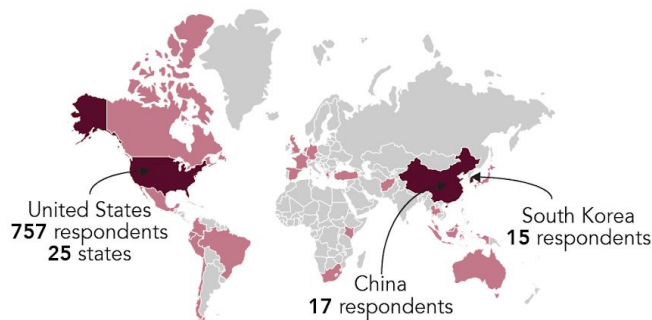 United States
757 respondents
25 states
China
17 respondents
South Korea
15 respondents